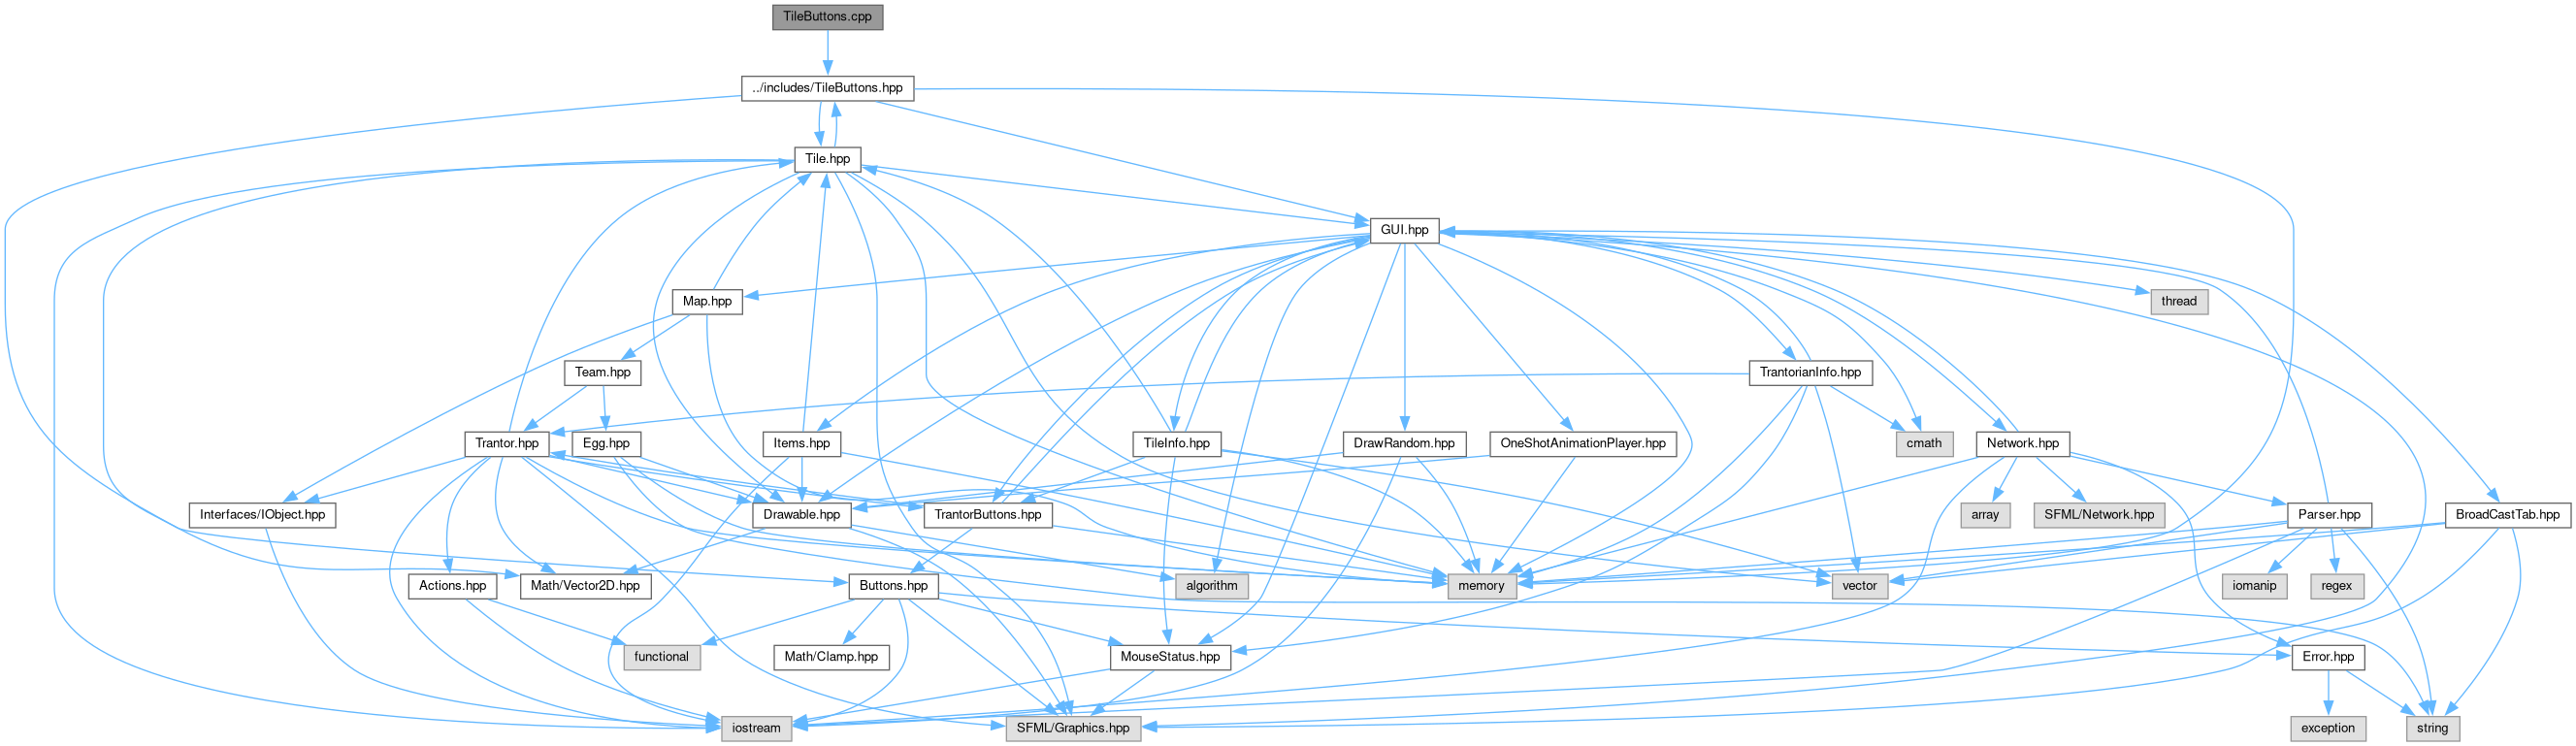 TileButtons.cpp
../includes/TileButtons.hpp
Tile.hpp
GUI.hpp
Map.hpp
thread
Team.hpp
TrantorianInfo.hpp
Trantor.hpp
Egg.hpp
Items.hpp
TileInfo.hpp
DrawRandom.hpp
OneShotAnimationPlayer.hpp
cmath
Network.hpp
Interfaces/IObject.hpp
Drawable.hpp
TrantorButtons.hpp
array
SFML/Network.hpp
Parser.hpp
BroadCastTab.hpp
Actions.hpp
Math/Vector2D.hpp
Buttons.hpp
algorithm
memory
vector
iomanip
regex
functional
Math/Clamp.hpp
MouseStatus.hpp
Error.hpp
iostream
SFML/Graphics.hpp
exception
string